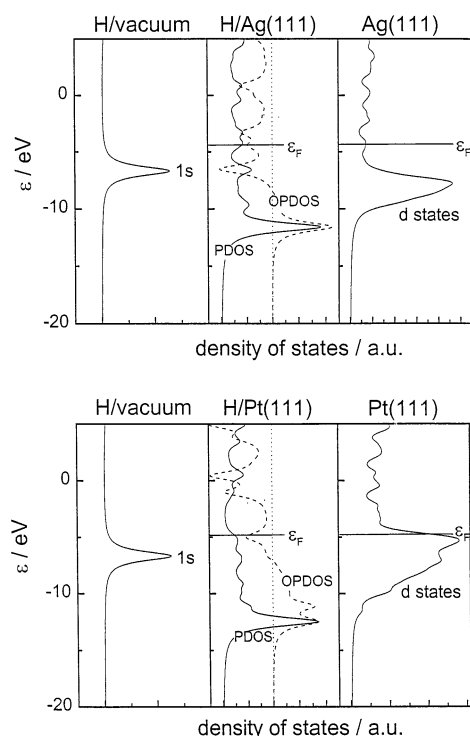 H/vacuum H/Ag(111) Ag(111)
0
-10
-20
ε / eV
1s
ε_F
OPDOS
PDOS
ε_F
d states
density of states / a.u.
H/vacuum H/Pt(111) Pt(111)
0
-10
-20
ε / eV
1s
ε_F
OPDOS
PDOS
ε_F
d states
density of states / a.u.